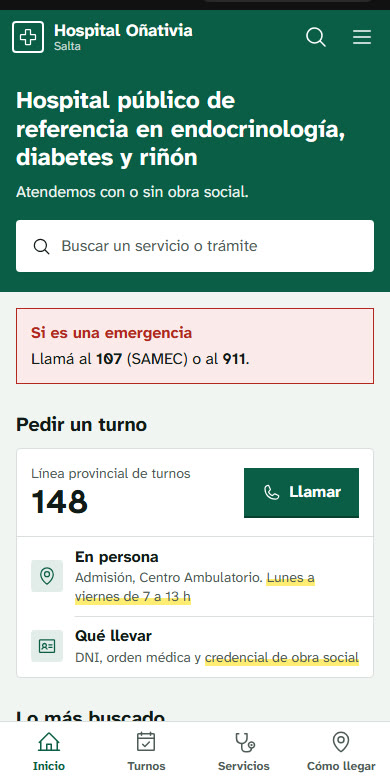 Hospital Oñativia
Salta
Hospital público de
referencia en endocrinología,
diabetes y riñón
Atendemos con o sin obra social.
Buscar un servicio o trámite
Si es una emergencia
Llamá al 107 (SAMEC) o al 911.
Pedir un turno
Línea provincial de turnos
148
Llamar
En persona
Admisión, Centro Ambulatorio. Lunes a
viernes de 7 a 13 h
Qué llevar
DNI, orden médica y credencial de obra social
Lo más buscado
Inicio
Turnos
Servicios
Cómo llegar